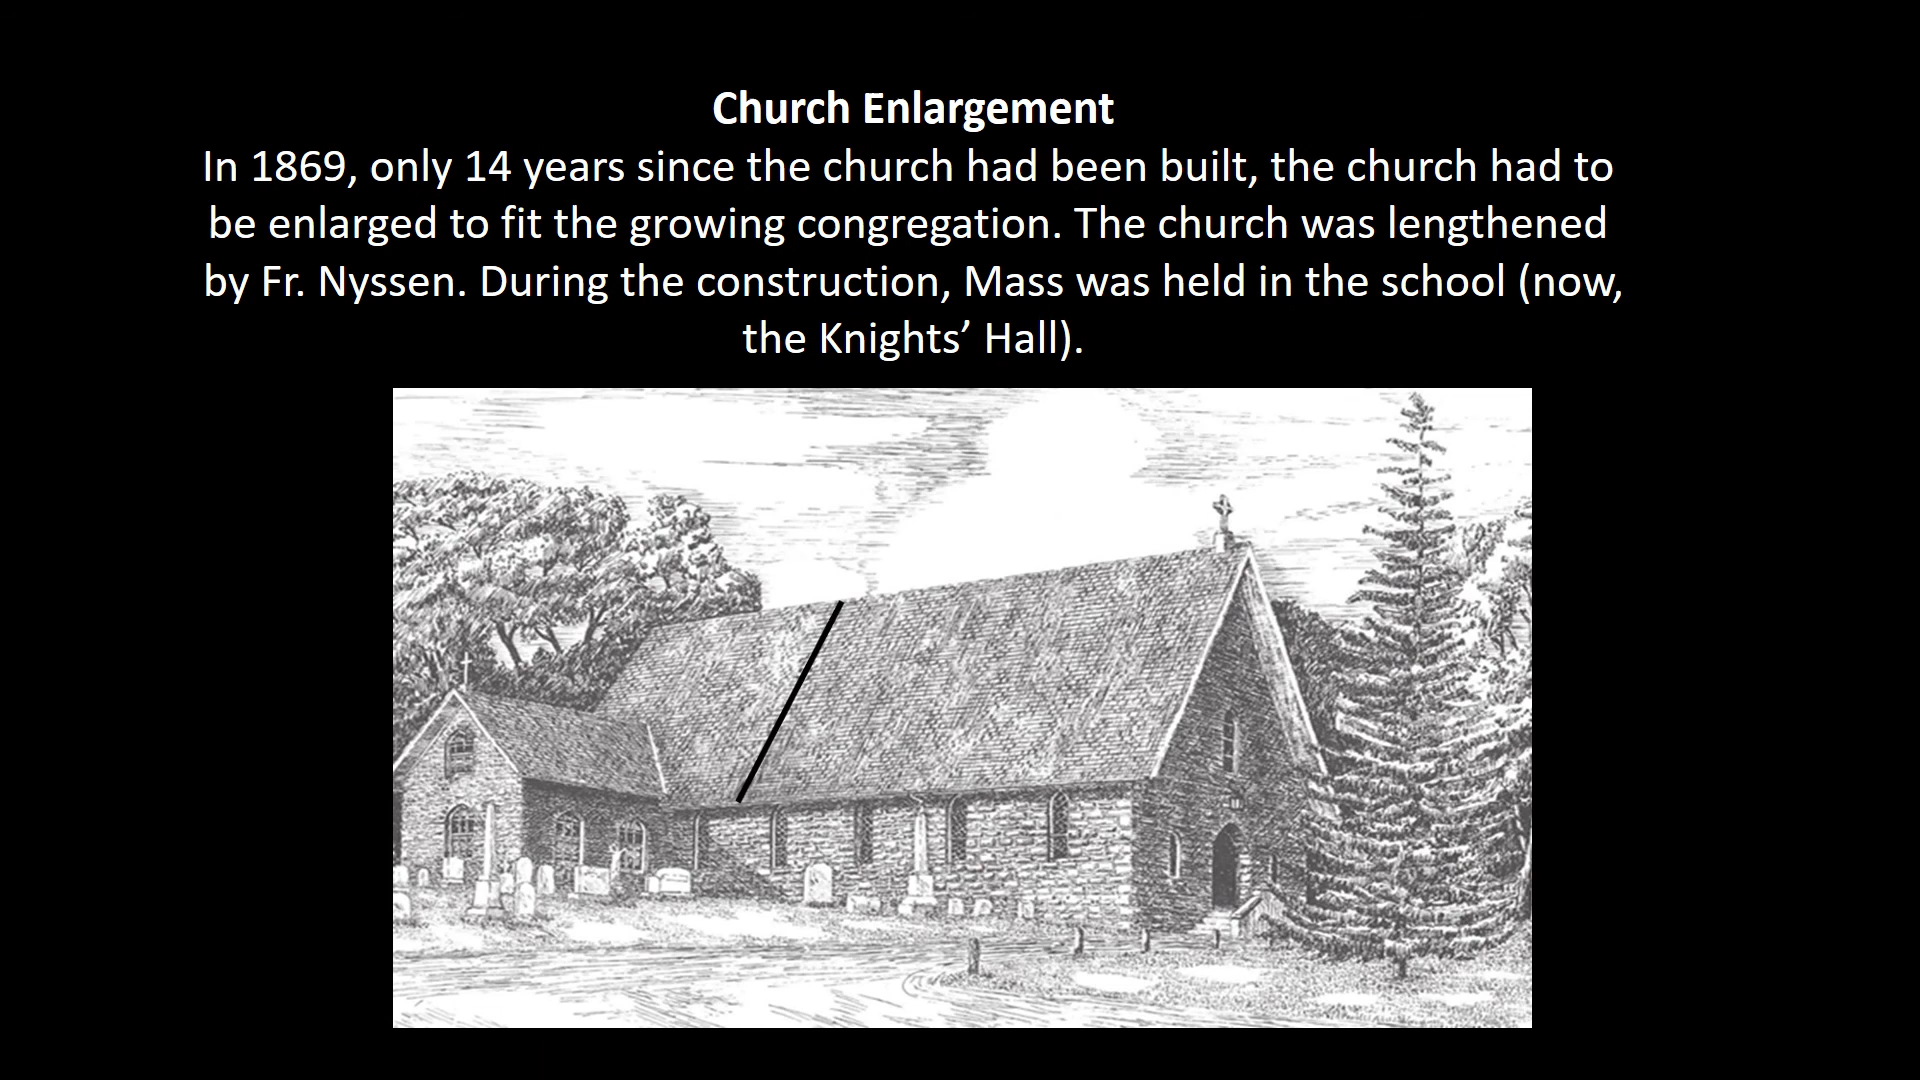 Church Enlargement
In 1869, only 14 years since the church had been built, the church had to
be enlarged to fit the growing congregation. The church was lengthened
by Fr. Nyssen. During the construction, Mass was held in the school (now,
the Knights’ Hall).